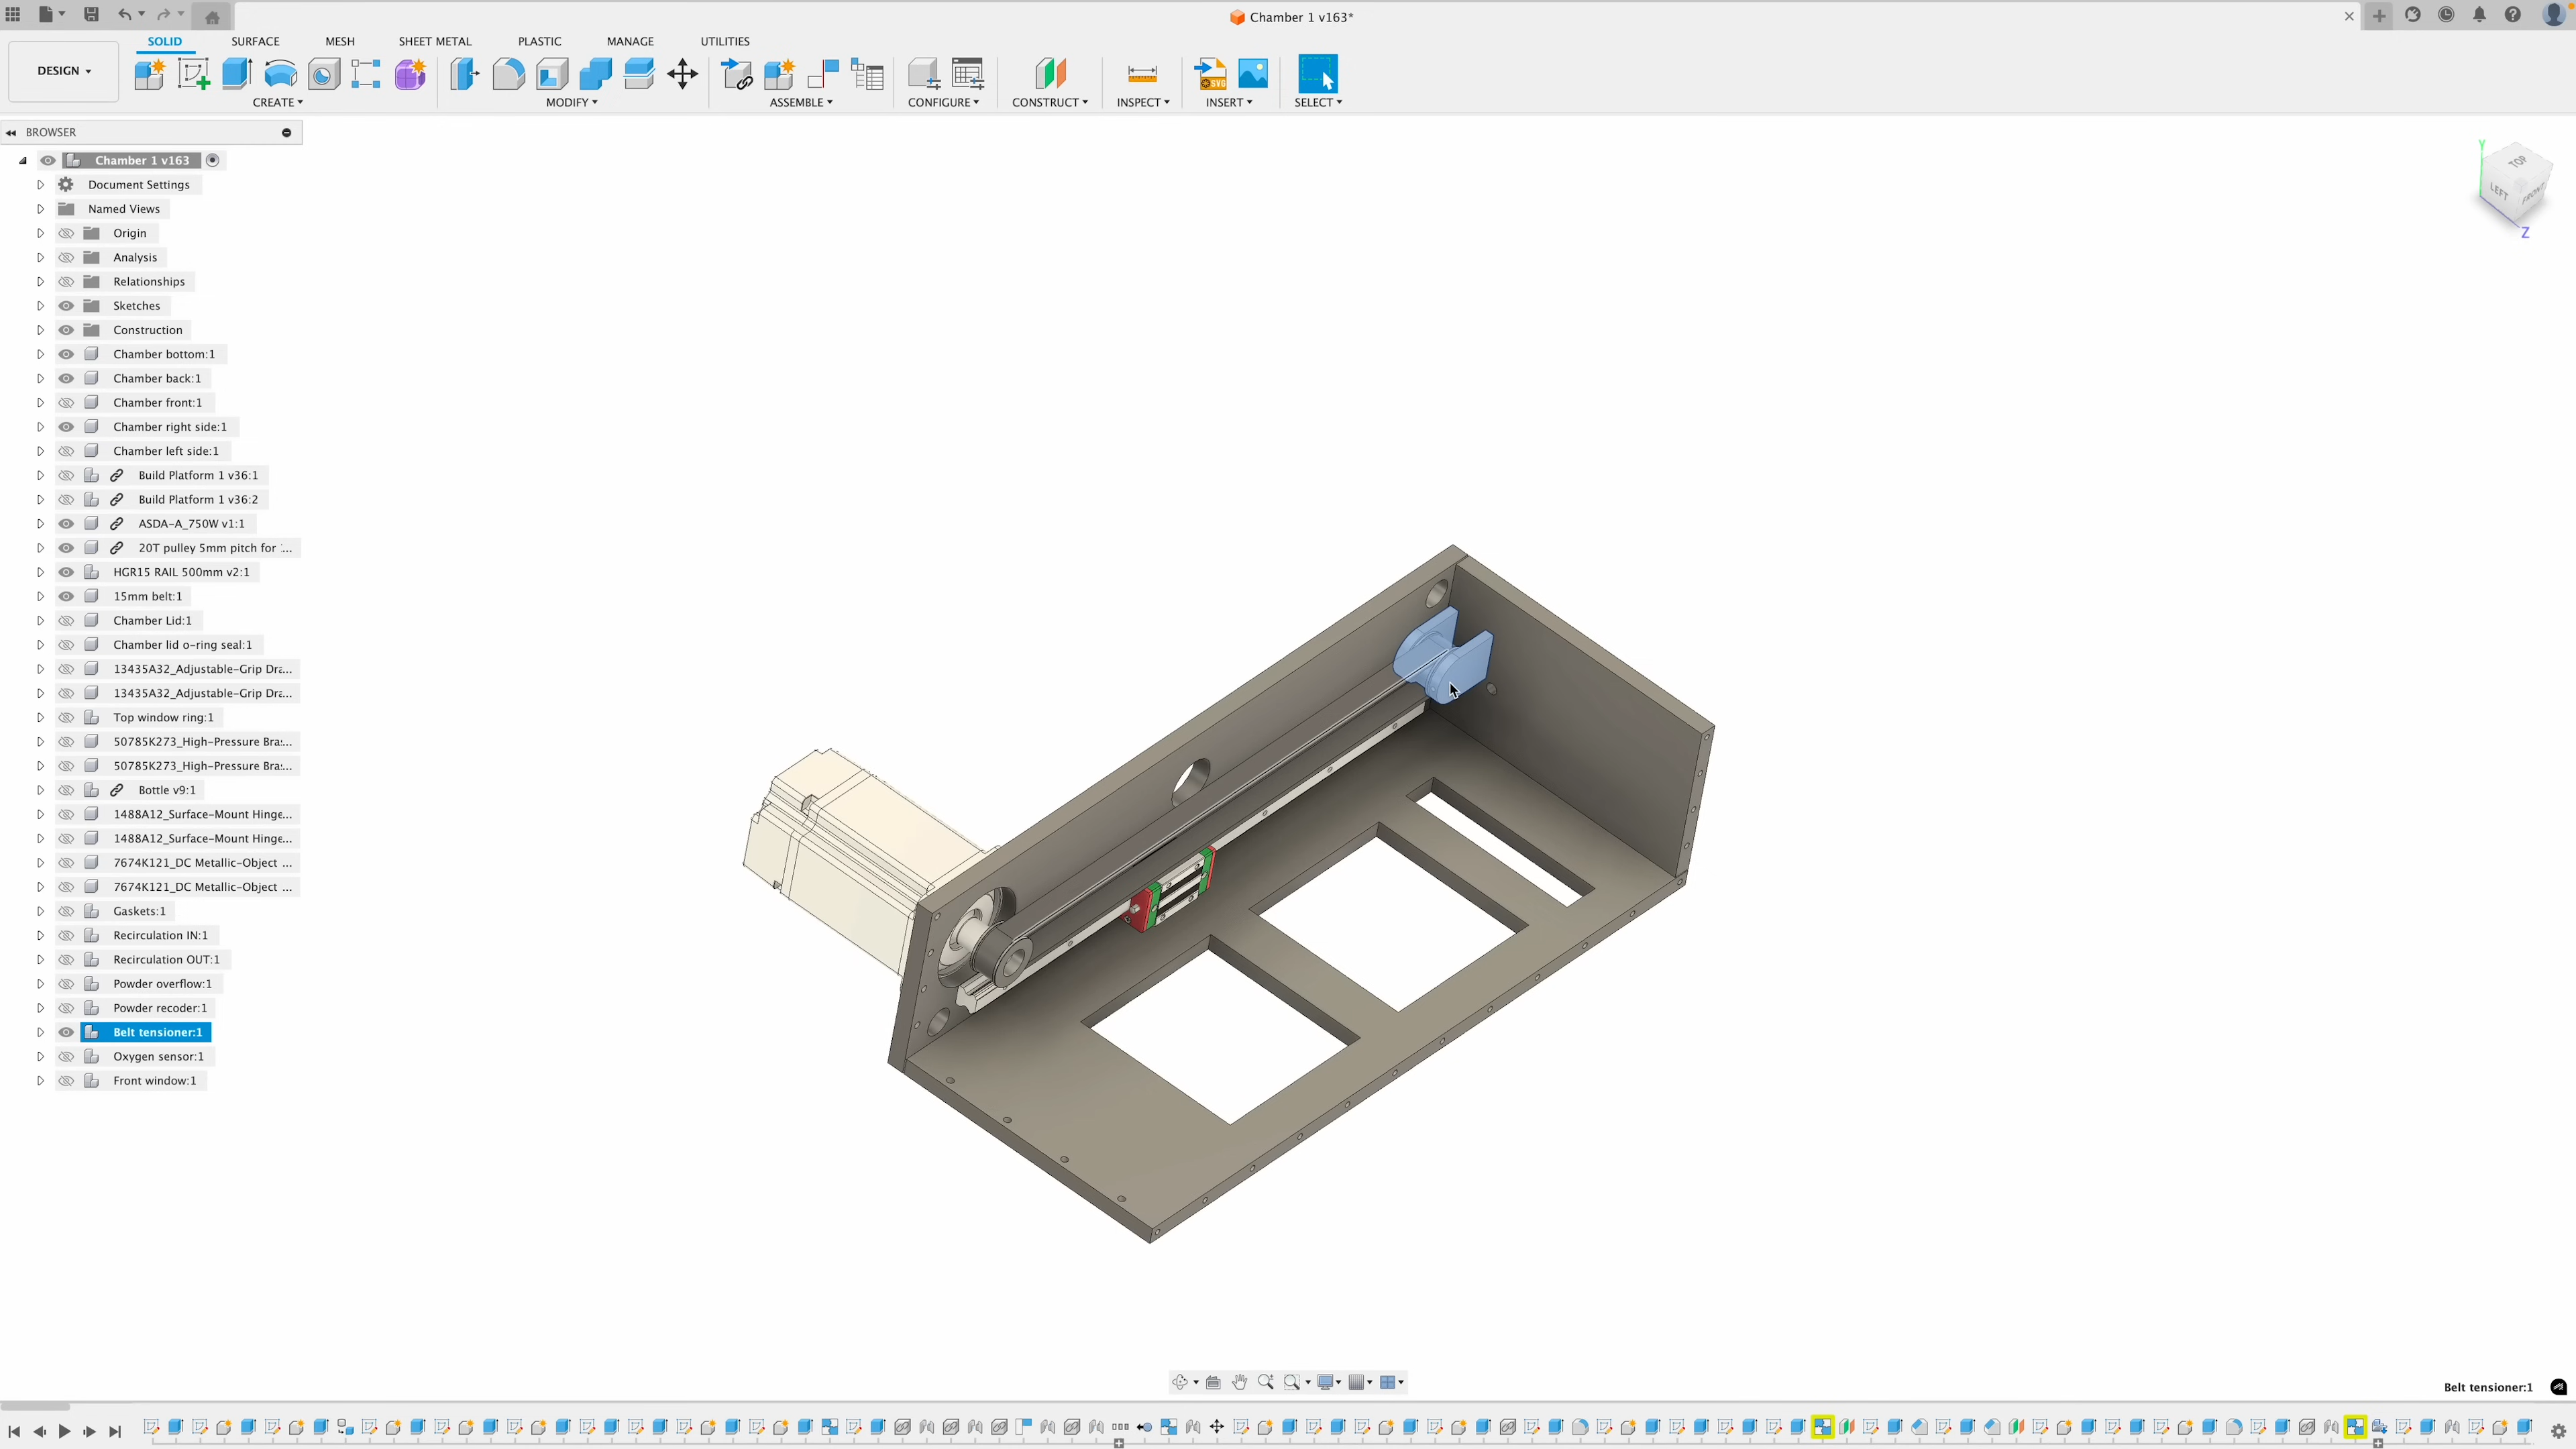 Chamber 1 v163*
DESIGN
SOLID SURFACE MESH SHEET METAL PLASTIC MANAGE UTILITIES
CREATE MODIFY ASSEMBLE CONFIGURE CONSTRUCT INSPECT INSERT SELECT
BROWSER
Chamber 1 v163
Document Settings
Named Views
Origin
Analysis
Relationships
Sketches
Construction
Chamber bottom:1
Chamber back:1
Chamber front:1
Chamber right side:1
Chamber left side:1
Build Platform 1 v36:1
Build Platform 1 v36:2
ASDA-A_750W v1:1
20T pulley 5mm pitch for ...
HGR15 RAIL 500mm v2:1
15mm belt:1
Chamber Lid:1
Chamber lid o-ring seal:1
13435A32_Adjustable-Grip Dra...
13435A32_Adjustable-Grip Dra...
Top window ring:1
50785K273_High-Pressure Bra...
50785K273_High-Pressure Bra...
Bottle v9:1
1488A12_Surface-Mount Hinge...
1488A12_Surface-Mount Hinge...
7674K121_DC Metallic-Object ...
7674K121_DC Metallic-Object ...
Gaskets:1
Recirculation IN:1
Recirculation OUT:1
Powder overflow:1
Powder recoder:1
Belt tensioner:1
Oxygen sensor:1
Front window:1
Y
TOP
LEFT FRONT
Z
Belt tensioner:1